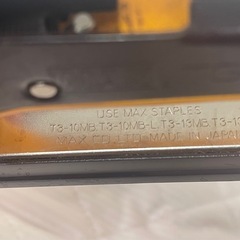 USE MAX STAPLES
T3-10MB.T3-10MB-L.T3-13MB.T3-1
MAX CO.,LTD. MADE IN JAPAN